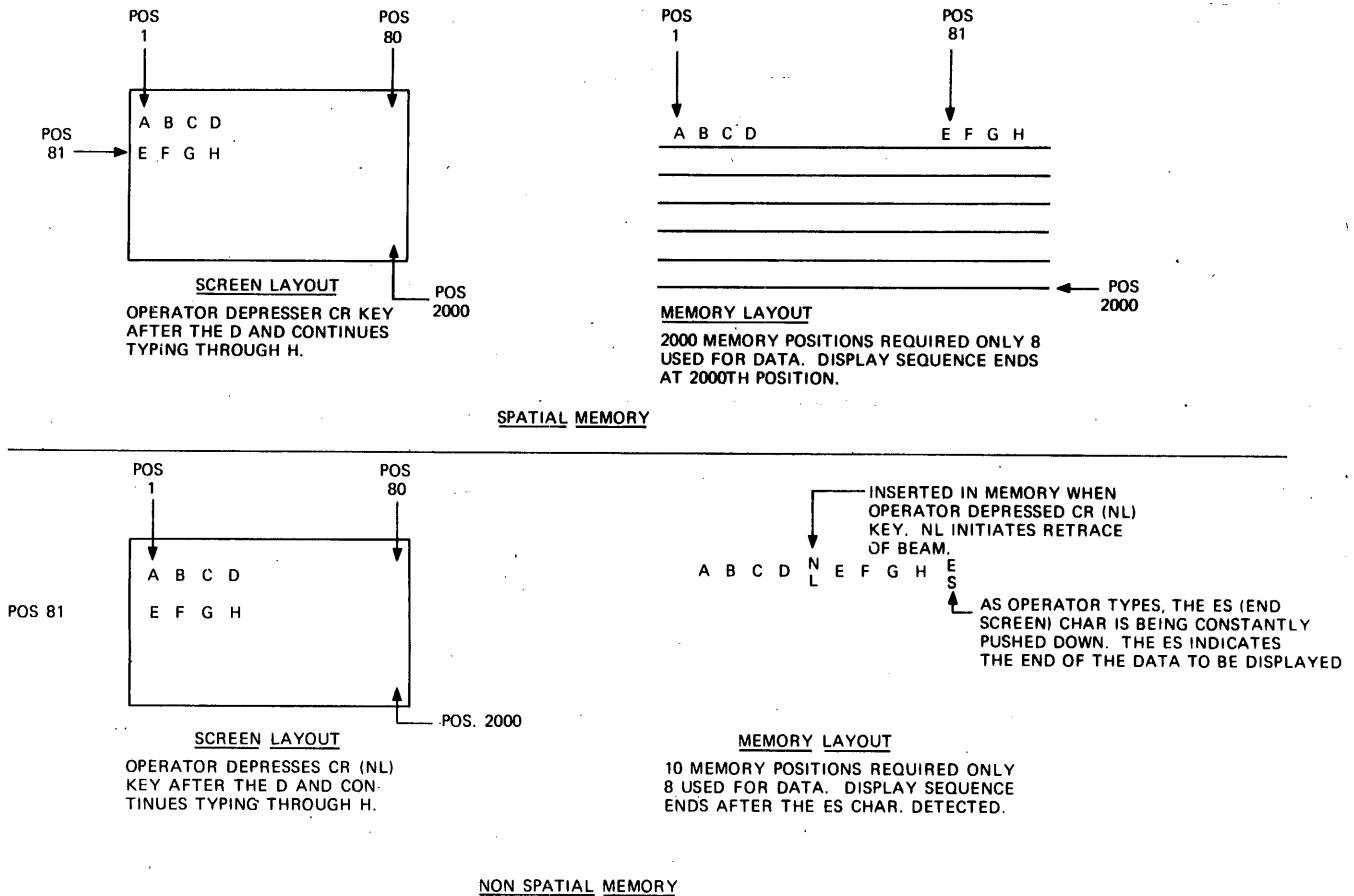 POS
1
POS
80
POS
81
A B C D
E F G H
SCREEN LAYOUT
POS
2000
OPERATOR DEPRESSER CR KEY
AFTER THE D AND CONTINUES
TYPING THROUGH H.
POS
1
POS
81
A B C D E F G H
POS
2000
MEMORY LAYOUT
2000 MEMORY POSITIONS REQUIRED ONLY 8
USED FOR DATA. DISPLAY SEQUENCE ENDS
AT 2000TH POSITION.
SPATIAL MEMORY
POS
1
POS
80
A B C D
POS 81
E F G H
POS. 2000
SCREEN LAYOUT
OPERATOR DEPRESSES CR (NL)
KEY AFTER THE D AND CON-
TINUES TYPING THROUGH H.
INSERTED IN MEMORY WHEN
OPERATOR DEPRESSED CR (NL)
KEY. NL INITIATES RETRACE
OF BEAM.
A B C D NL E F G H ES
AS OPERATOR TYPES, THE ES (END
SCREEN) CHAR IS BEING CONSTANTLY
PUSHED DOWN. THE ES INDICATES
THE END OF THE DATA TO BE DISPLAYED
MEMORY LAYOUT
10 MEMORY POSITIONS REQUIRED ONLY
8 USED FOR DATA. DISPLAY SEQUENCE
ENDS AFTER THE ES CHAR. DETECTED.
NON SPATIAL MEMORY